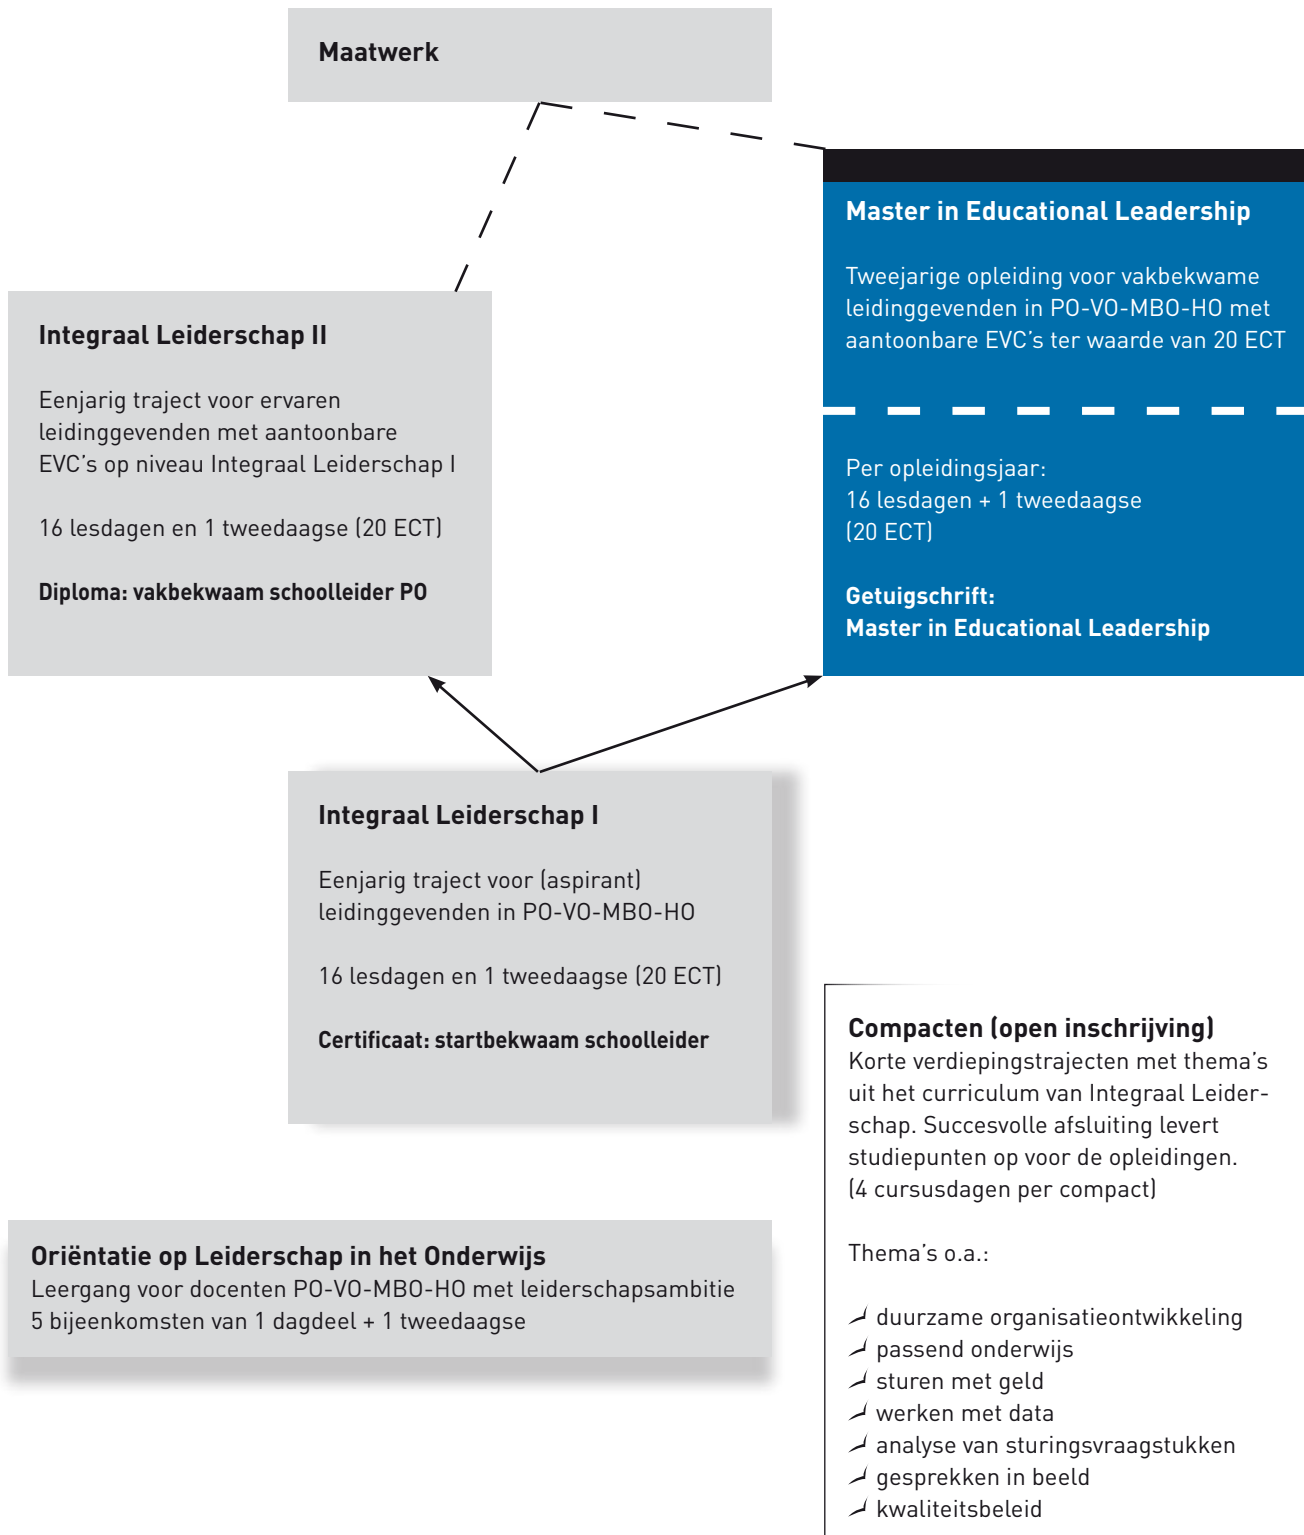 Maatwerk
Master in Educational Leadership
Tweejarige opleiding voor vakbekwame
leidinggevenden in PO-VO-MBO-HO met
aantoonbare EVC's ter waarde van 20 ECT
Per opleidingsjaar:
16 lesdagen + 1 tweedaagse
(20 ECT)
Getuigschrift:
Master in Educational Leadership
Integraal Leiderschap II
Eenjarig traject voor ervaren
leidinggevenden met aantoonbare
EVC's op niveau Integraal Leiderschap I
16 lesdagen en 1 tweedaagse (20 ECT)
Diploma: vakbekwaam schoolleider PO
Integraal Leiderschap I
Eenjarig traject voor (aspirant)
leidinggevenden in PO-VO-MBO-HO
16 lesdagen en 1 tweedaagse (20 ECT)
Certificaat: startbekwaam schoolleider
Oriëntatie op Leiderschap in het Onderwijs
Leergang voor docenten PO-VO-MBO-HO met leiderschapsambitie
5 bijeenkomsten van 1 dagdeel + 1 tweedaagse
Compacten (open inschrijving)
Korte verdiepingstrajecten met thema's
uit het curriculum van Integraal Leider-
schap. Succesvolle afsluiting levert
studiepunten op voor de opleidingen.
(4 cursusdagen per compact)
Thema's o.a.:
duurzame organisatieontwikkeling
passend onderwijs
sturen met geld
werken met data
analyse van sturingsvraagstukken
gesprekken in beeld
kwaliteitsbeleid